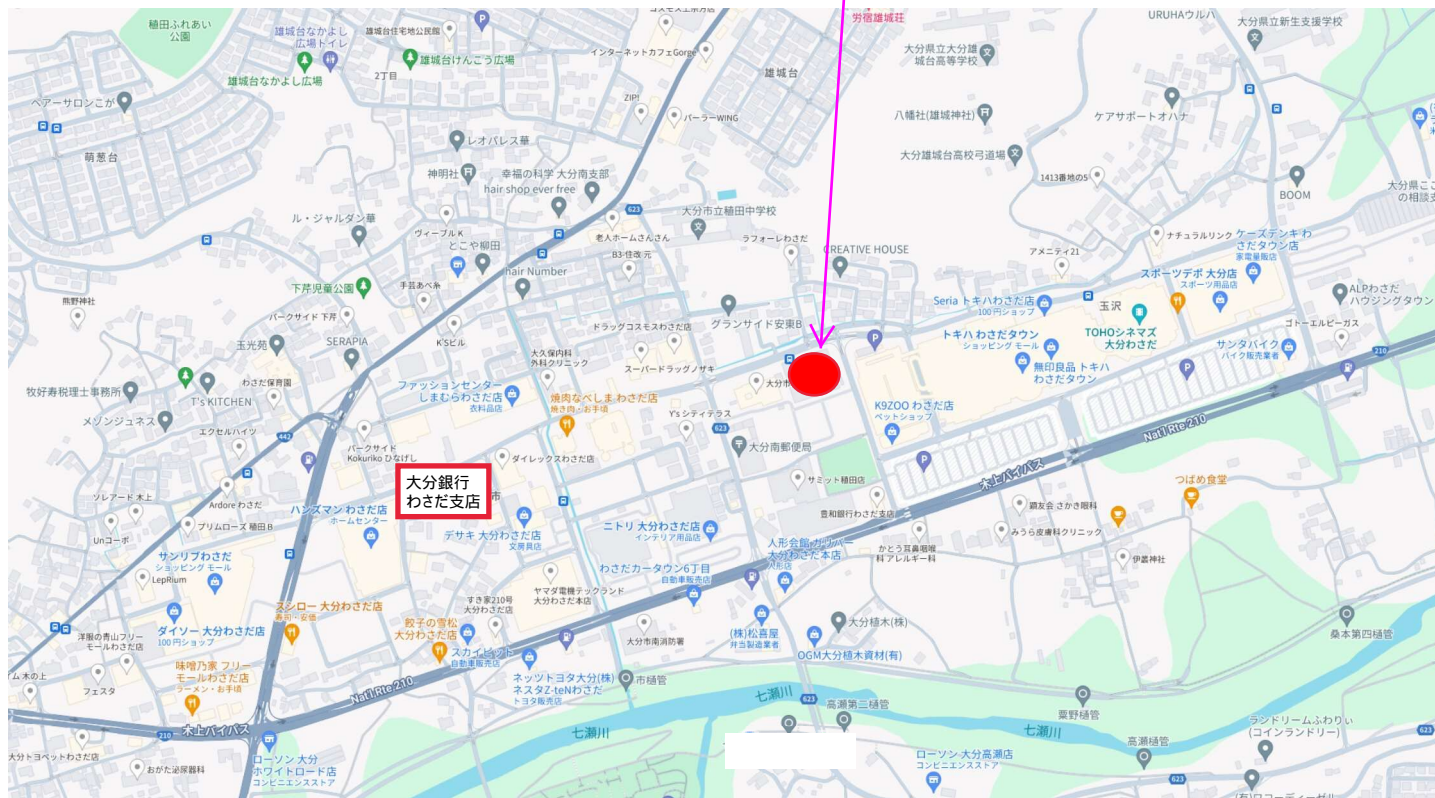 稙田ふれあい
公園
雄城台なかよし
広場トイレ
雄城台住宅地公民館
労宿雄城荘
URUHAウルハ
大分県立新生支援学校
インターネットカフェGorge
雄城台けんこう広場
大分県立大分雄
城台高等学校
雄城台なかよし広場
2丁目
雄城台
ヘアーサロンこが
ZIP!
パーラーWING
八幡社(雄城神社)
ケアサポートオハナ
レオパレス華
萌葱台
大分雄城台高校弓道場
神明社
幸福の科学 大分南支部
hair shop ever free
1413番地の5
BOOM
大分県ここ
の相談支
623
大分市立稙田中学校
ル・ジャルダン華
ヴィーブルK
とこや柳田
老人ホームさんさん
ラフォーレわさだ
CREATIVE HOUSE
アメニティ21
ナチュラルリンク
ケーズデンキ わ
さだタウン店
家電量販店
B3-住改 元
hair Number
スポーツデポ 大分店
スポーツ用品店
下芹児童公園
手芸あべ糸
熊野神社
パークサイド 下芹
K'Sビル
グランサイド安東B
ドラッグコスモスわさだ店
Seria トキハわさだ店
100円ショップ
玉沢
TOHOシネマズ
大分わさだ
ALPわさだ
ハウジングタウン
ゴトーエルピーガス
玉光苑
SERAPIA
大久保内科
外科クリニック
スーパードラッグノザキ
トキハ わさだタウン
ショッピング モール
無印良品 トキハ
わさだタウン
サンタバイク
バイク販売業者
210
わさだ保育園
牧好寿税理士事務所
T's KITCHEN
ファッションセンター
しまむらわさだ店
衣料品店
焼肉なべしま わさだ店
焼き肉・お手頃
大分市
K9ZOO わさだ店
ペットショップ
メゾンジュネス
エクセルハイツ
Y'sシティテラス
623
442
パークサイド
Kokuriko ひなげし
大分南郵便局
Nat'l Rte 210
ダイレックスわさだ店
木上バイパス
大分銀行
わさだ支店
市
サミット稙田店
つばめ食堂
ソレアード 木上
Ardore わさだ
プリムローズ 稙田 B
ハンズマン わさだ店
ホームセンター
豊和銀行わさだ支店
調友会 さかき眼科
デサキ 大分わさだ店
文房具店
ニトリ 大分わさだ店
インテリア用品店
みうら皮膚科クリニック
Unコーポ
サンリブわさだ
ショッピング モール
人形会館 カリバー
大分わさだ本店
人形店
かとう耳鼻咽喉
科 アレルギー科
伊邕神社
LepRium
わさだカータウン6丁目
自動車販売店
ヤマダ電機テックランド
大分わさだ本店
すき家210号
大分わさだ店
スシロー 大分わさだ店
寿司・安価
ダイソー 大分わさだ店
100 円ショップ
餃子の雪松
大分わさだ店
(株)松喜屋
弁当製造業者
大分植木(株)
桑本第四樋管
洋服の青山フリー
モールわさだ店
大分市南消防署
OGM大分植木資材(有)
スカイピット
自動車販売店
味噌乃家 フリー
モールわさだ店
ラーメン・お手頃
ム 木の上
フェスタ
ネッツトヨタ大分(株)
ネスタZ-teNわさだ
トヨタ販売店
市樋管
Nat'l Rte 210
七瀬川
623
高瀬第二樋管
粟野樋管
七瀬川
七瀬川
ランドリームふわりぃ
(コインランドリー)
210
木上バイパス
大分トヨペットわさだ店
おがた泌尿器科
ローソン 大分
ホワイトロード店
コンビニエンスストア
高瀬樋管
ローソン 大分高瀬店
コンビニエンスストア
623